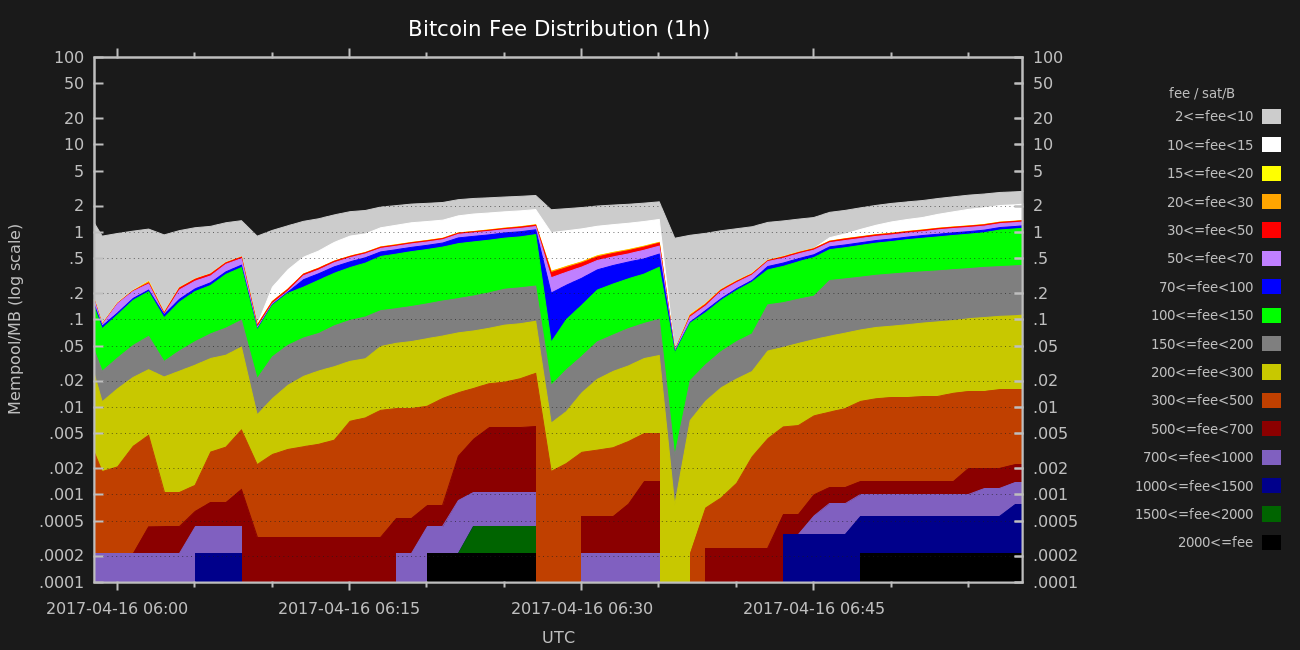 Bitcoin Fee Distribution (1h)
100 100
50 50
20 20
10 10
5 5
2 2
1 1
.5 .5
.2 .2
.1 .1
.05 .05
.02 .02
.01 .01
.005 .005
.002 .002
.001 .001
.0005 .0005
.0002 .0002
.0001 .0001
Mempool/MB (log scale)
2017-04-16 06:00 2017-04-16 06:15 2017-04-16 06:30 2017-04-16 06:45
UTC
fee / sat/B
2<=fee<10
10<=fee<15
15<=fee<20
20<=fee<30
30<=fee<50
50<=fee<70
70<=fee<100
100<=fee<150
150<=fee<200
200<=fee<300
300<=fee<500
500<=fee<700
700<=fee<1000
1000<=fee<1500
1500<=fee<2000
2000<=fee